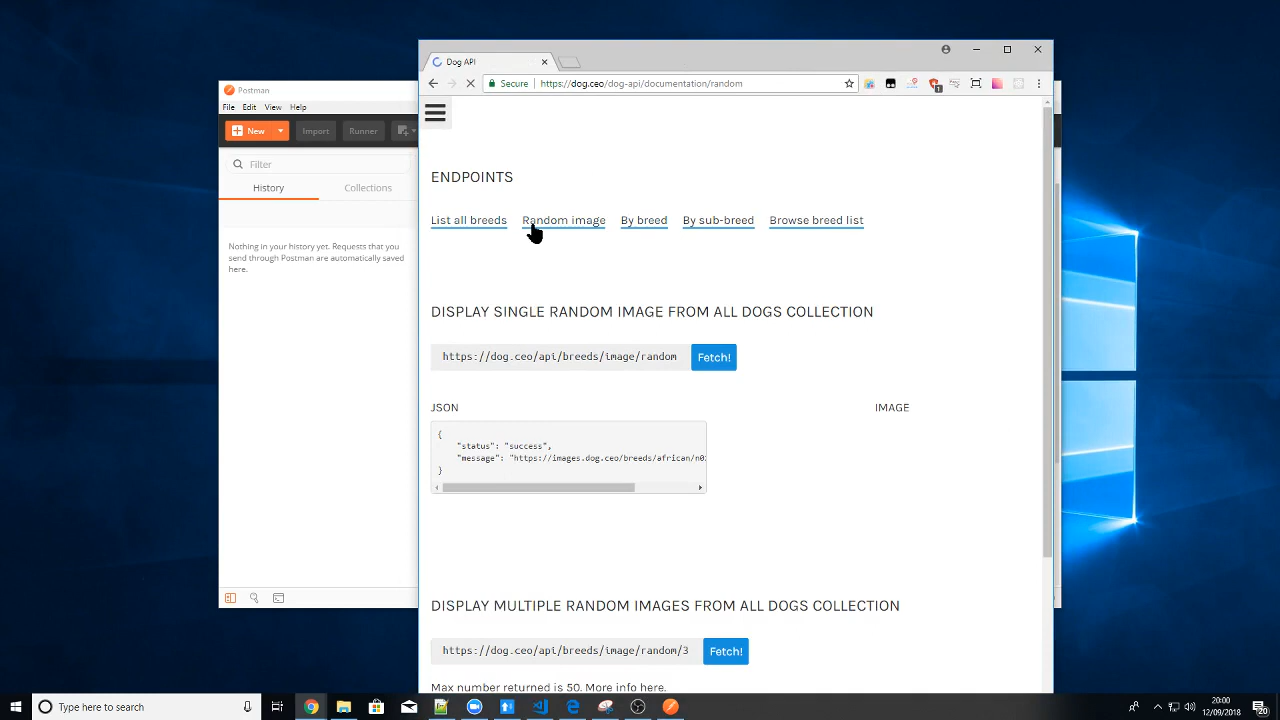 Dog API
Secure https://dog.ceo/dog-api/documentation/random
1
Postman
File Edit View Help
New Import Runner
Filter
History Collections
Nothing in your history yet. Requests that you
send through Postman are automatically saved
here.
ENDPOINTS
List all breeds Random image By breed By sub-breed Browse breed list
DISPLAY SINGLE RANDOM IMAGE FROM ALL DOGS COLLECTION
https://dog.ceo/api/breeds/image/random Fetch!
JSON IMAGE
{
"status": "success",
"message": "https://images.dog.ceo/breeds/african/n0
}
DISPLAY MULTIPLE RANDOM IMAGES FROM ALL DOGS COLLECTION
https://dog.ceo/api/breeds/image/random/3 Fetch!
Max number returned is 50. More info here.
Type here to search
20:00
12/09/2018
20